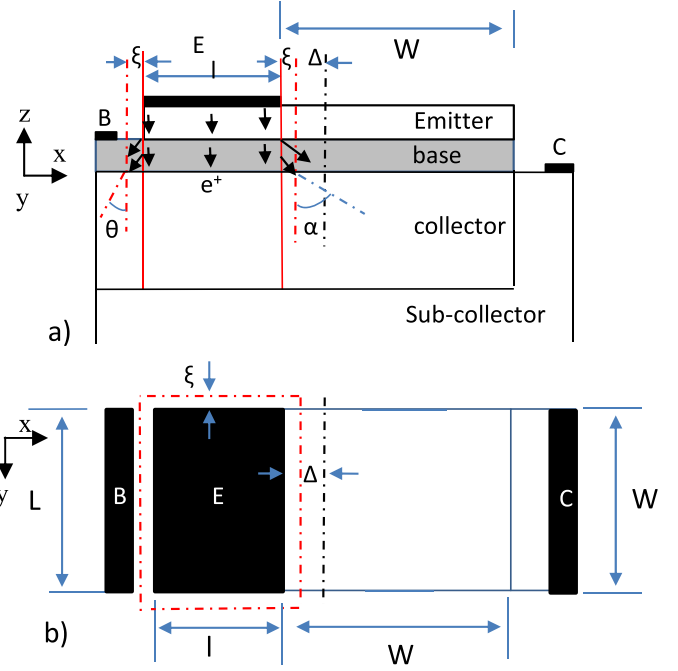 ξ E ξ Δ W
l
B Emitter
z
x base C
y e⁺
collector
θ α
Sub-collector
a)
ξ
x
y L B E Δ C W
b) l W